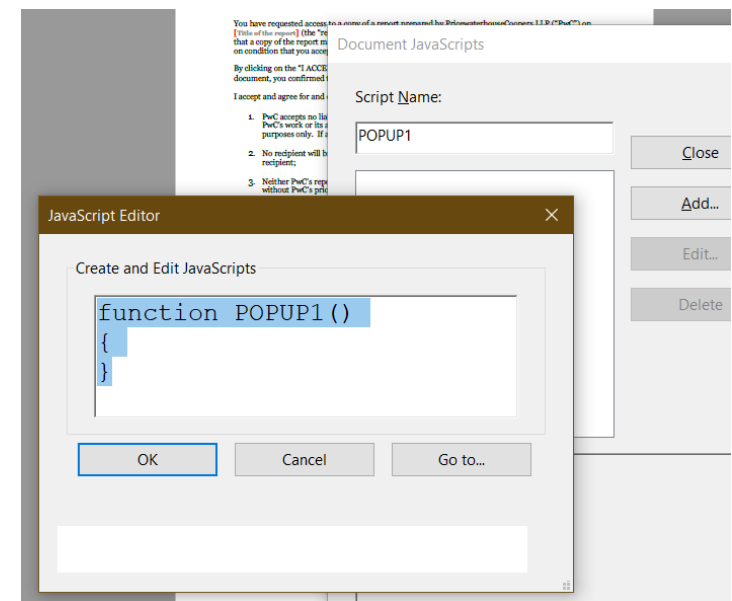 You have requested access to a copy of a report prepared by PricewaterhouseCoopers LLP ("PwC") on
[Title of the report] (the "re
that a copy of the report m
on condition that you accep
By clicking on the "I ACCE
document, you confirmed t
I accept and agree for and
1. PwC accepts no lia
PwC's work or its a
purposes only. If a
2. No recipient will b
recipient;
3. Neither PwC's repo
without PwC's prio
Document JavaScripts
Script Name:
POPUP1
Close
Add...
Edit...
Delete
JavaScript Editor
Create and Edit JavaScripts
function POPUP1()
{
}
OK
Cancel
Go to...